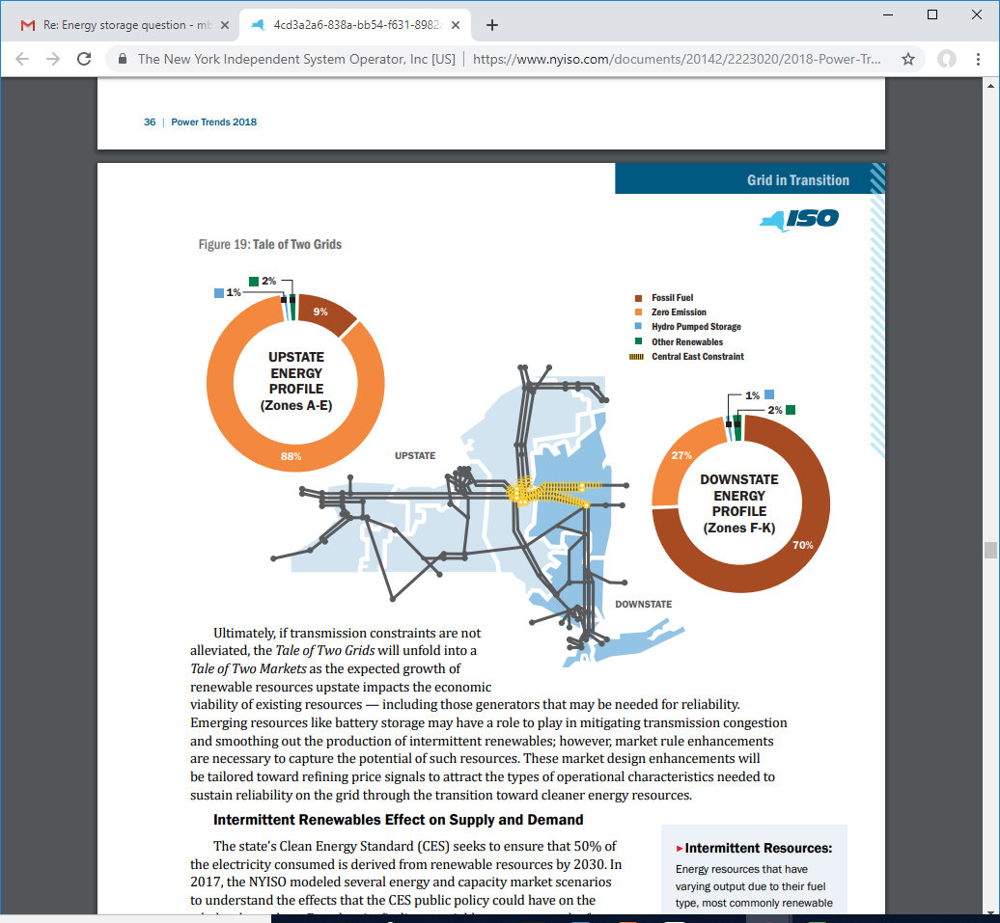 Re: Energy storage question - mb
4cd3a2a6-838a-bb54-f631-8982
The New York Independent System Operator, Inc [US] | https://www.nyiso.com/documents/20142/2223020/2018-Power-Tr...
36 | Power Trends 2018
Grid in Transition
ISO
Figure 19: Tale of Two Grids
2%
1%
9%
UPSTATE
ENERGY
PROFILE
(Zones A-E)
88%
Fossil Fuel
Zero Emission
Hydro Pumped Storage
Other Renewables
Central East Constraint
UPSTATE
1%
2%
27%
DOWNSTATE
ENERGY
PROFILE
(Zones F-K)
70%
DOWNSTATE
Ultimately, if transmission constraints are not
alleviated, the Tale of Two Grids will unfold into a
Tale of Two Markets as the expected growth of
renewable resources upstate impacts the economic
viability of existing resources — including those generators that may be needed for reliability.
Emerging resources like battery storage may have a role to play in mitigating transmission congestion
and smoothing out the production of intermittent renewables; however, market rule enhancements
are necessary to capture the potential of such resources. These market design enhancements will
be tailored toward refining price signals to attract the types of operational characteristics needed to
sustain reliability on the grid through the transition toward cleaner energy resources.
Intermittent Renewables Effect on Supply and Demand
The state's Clean Energy Standard (CES) seeks to ensure that 50% of
the electricity consumed is derived from renewable resources by 2030. In
2017, the NYISO modeled several energy and capacity market scenarios
to understand the effects that the CES public policy could have on the
Intermittent Resources:
Energy resources that have
varying output due to their fuel
type, most commonly renewable